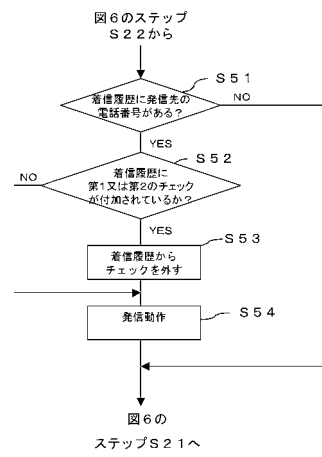 図６のステップ
Ｓ２２から
Ｓ５１
着信履歴に発信先の
電話番号がある？
NO
YES
Ｓ５２
NO
着信履歴に
第1又は第2のチェック
が付加されているか？
YES
Ｓ５３
着信履歴から
チェックを外す
Ｓ５４
発信動作
図６の
ステップＳ２１へ